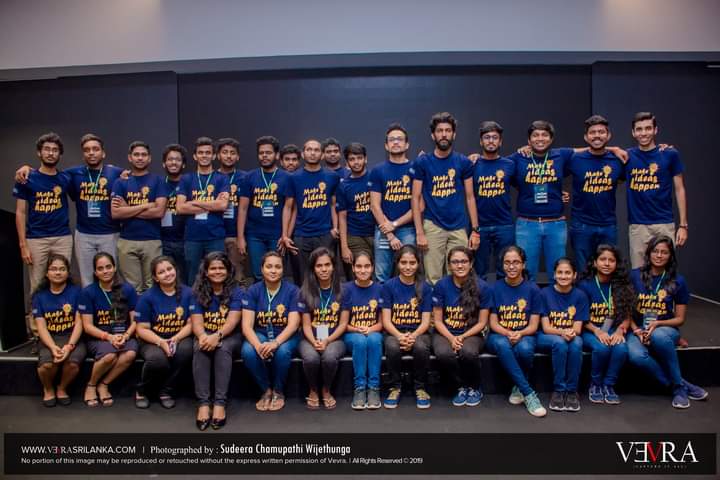 Make
ideas
happen
WWW.VEVRASRILANKA.COM | Photographed by : Sudeera Chamupathi Wijethunga
No portion of this image may be reproduced or retouched without the express written permission of Vevra. | All Rights Reserved © 2019
VEVRA